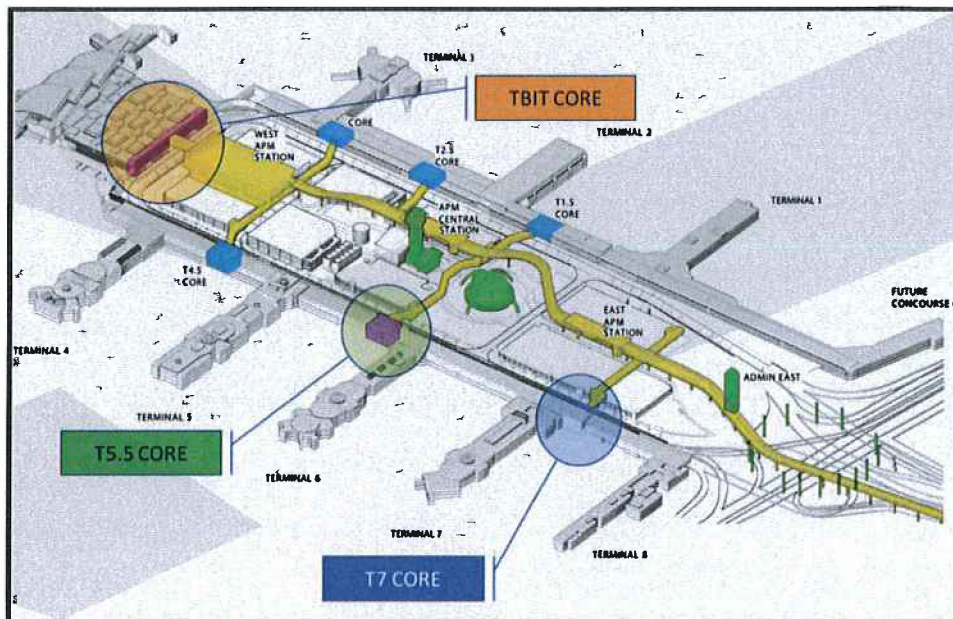 TERMINAL 3
TBIT CORE
CORE
WEST
APM
STATION
TERMINAL 2
T2.5
CORE
T1.5
CORE
TERMINAL 1
APM
CENTRAL
STATION
T4.5
CORE
FUTURE
CONCOURSE
EAST
APM
STATION
TERMINAL 4
ADMIN EAST
TERMINAL 5
T5.5 CORE
TERMINAL 6
TERMINAL 7
TERMINAL 8
T7 CORE